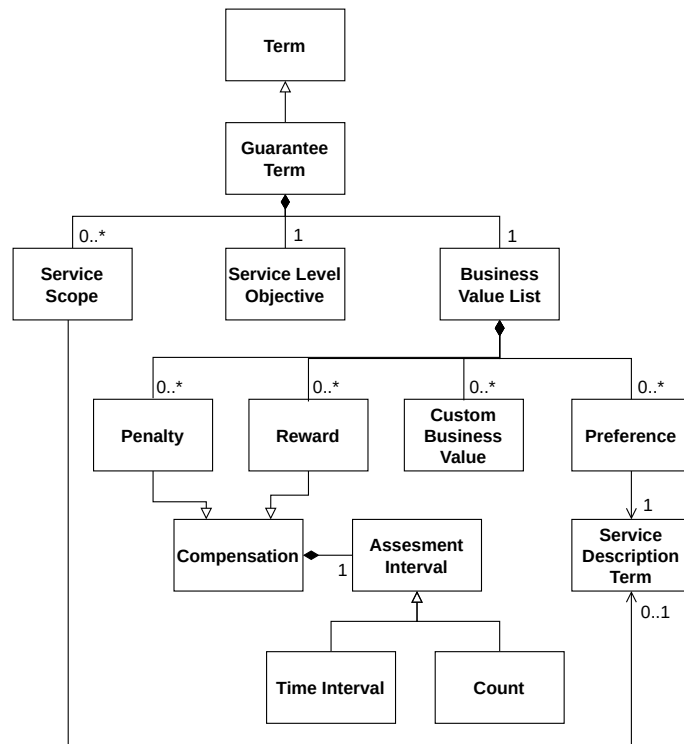 Term
Guarantee
Term
0..*
1
1
Service
Scope
Service Level
Objective
Business
Value List
0..*
0..*
0..*
0..*
Penalty
Reward
Custom
Business
Value
Preference
1
Compensation
1
Assesment
Interval
Service
Description
Term
0..1
Time Interval
Count